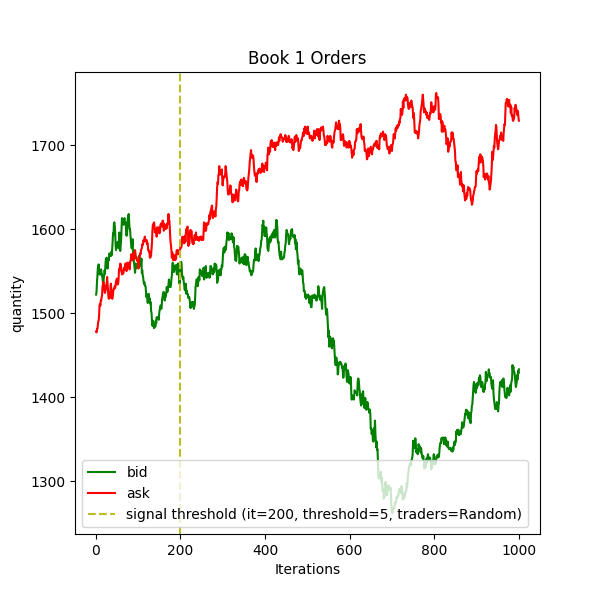 Book 1 Orders
quantity
1700
1600
1500
1400
1300
bid
ask
signal threshold (it=200, threshold=5, traders=Random)
0 200 400 600 800 1000
Iterations